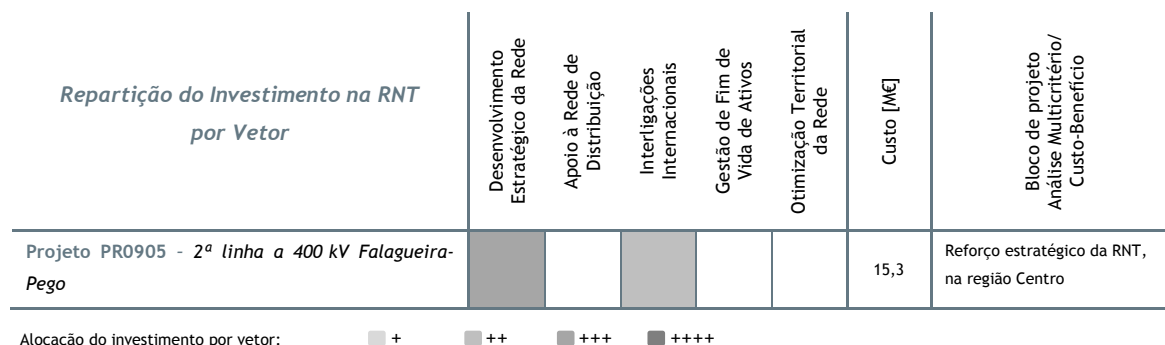 Repartição do Investimento na RNT
por Vetor
Desenvolvimento
Estratégico da Rede
Apoio à Rede de
Distribuição
Interligações
Internacionais
Gestão de Fim de
Vida de Ativos
Otimização Territorial
da Rede
Custo [M€]
Bloco de projeto
Análise Multicritério/
Custo-Benefício
Projeto PR0905 - 2ª linha a 400 kV Falagueira-
Pego
15,3
Reforço estratégico da RNT,
na região Centro
Alocação do investimento por vetor: + ++ +++ ++++